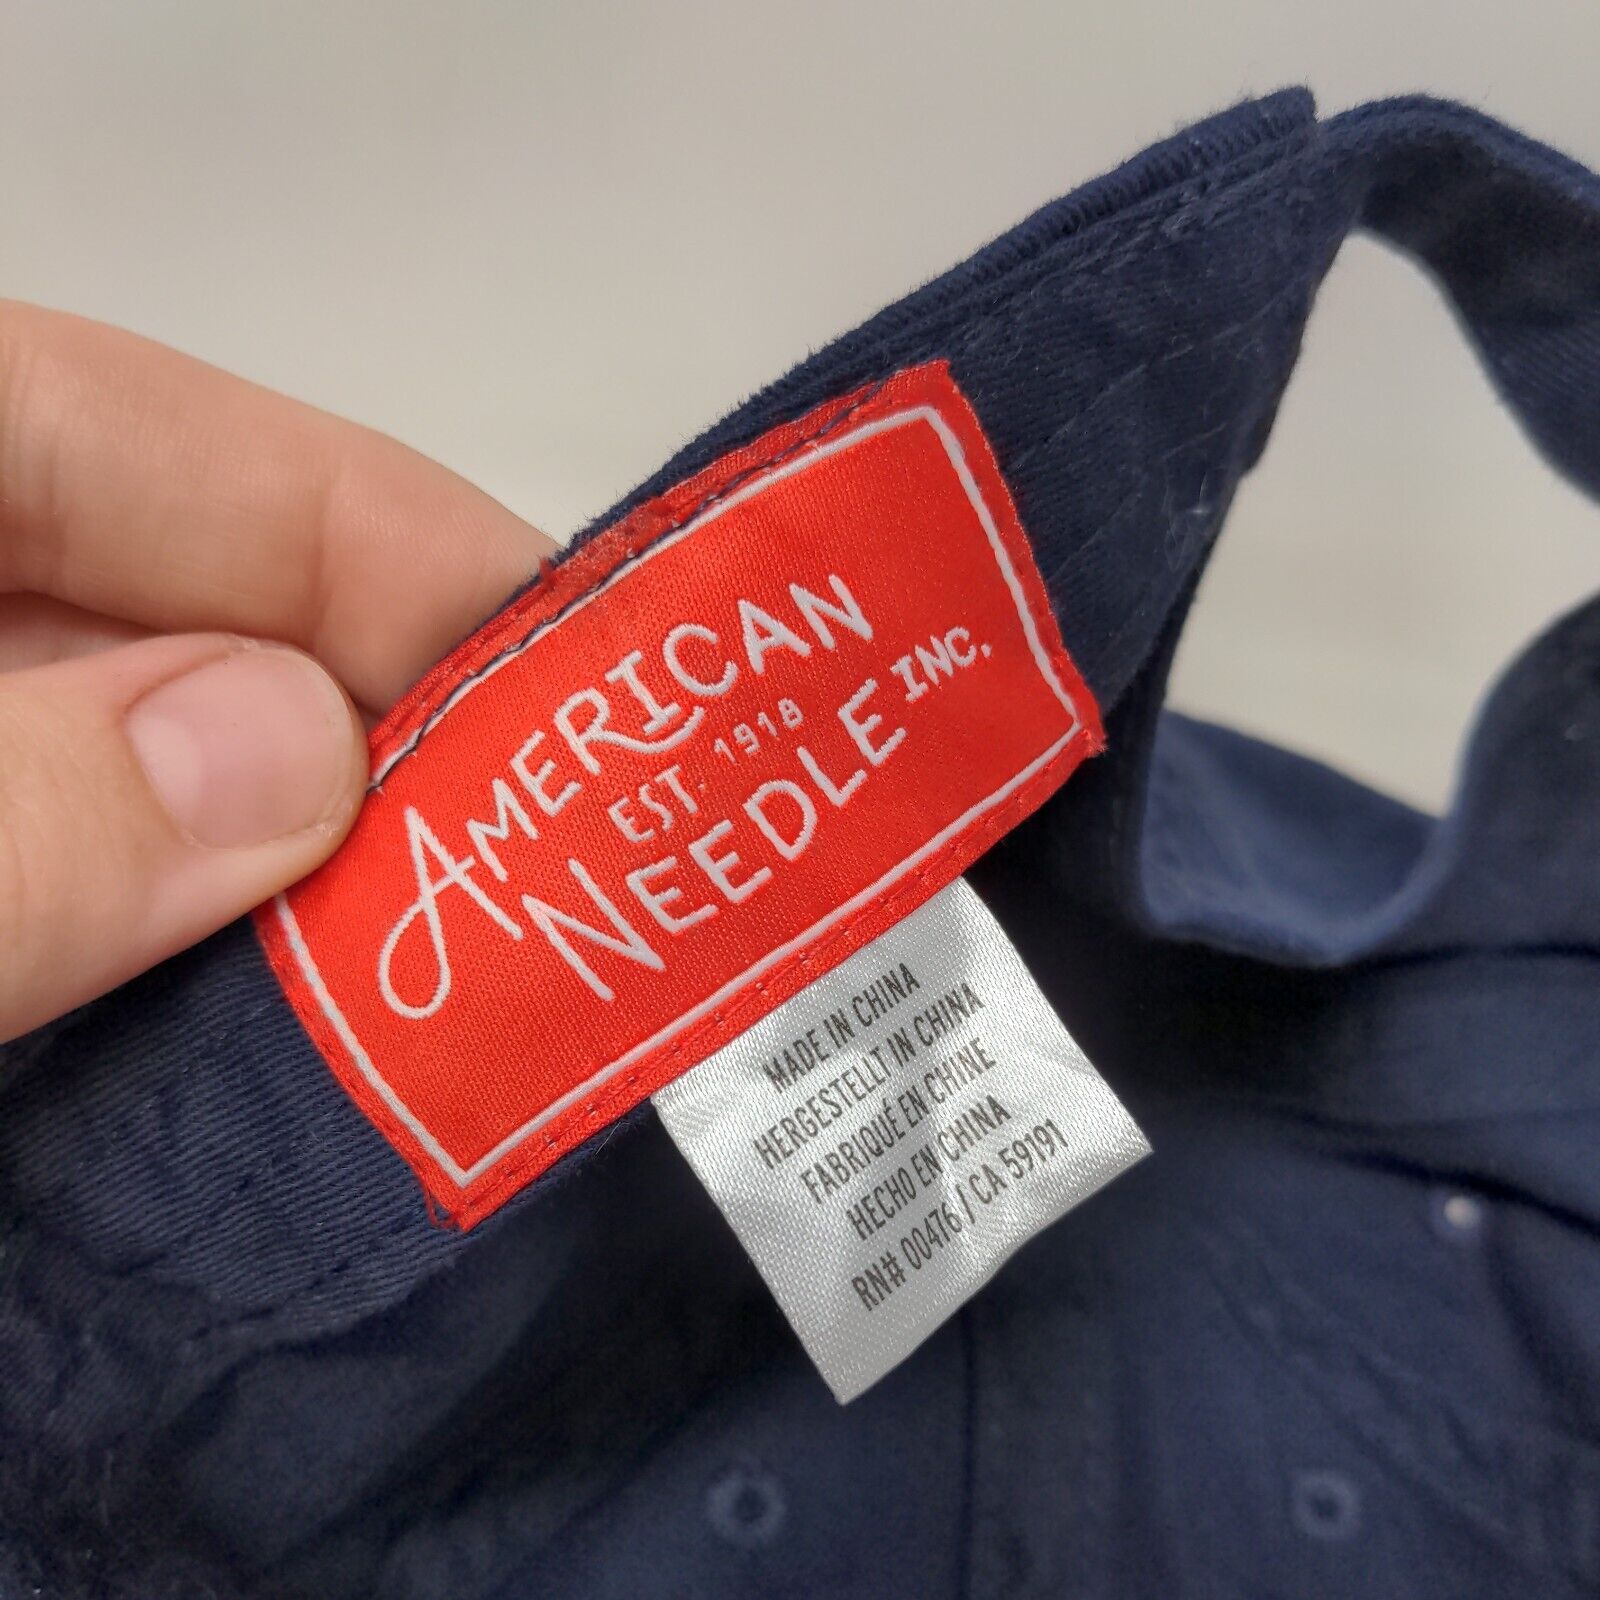 AMERICAN
EST. 1918
NEEDLE INC.
MADE IN CHINA
HERGESTELLT IN CHINA
FABRIQUÉ EN CHINE
HECHO EN CHINA
RN# 00476 / CA 59191